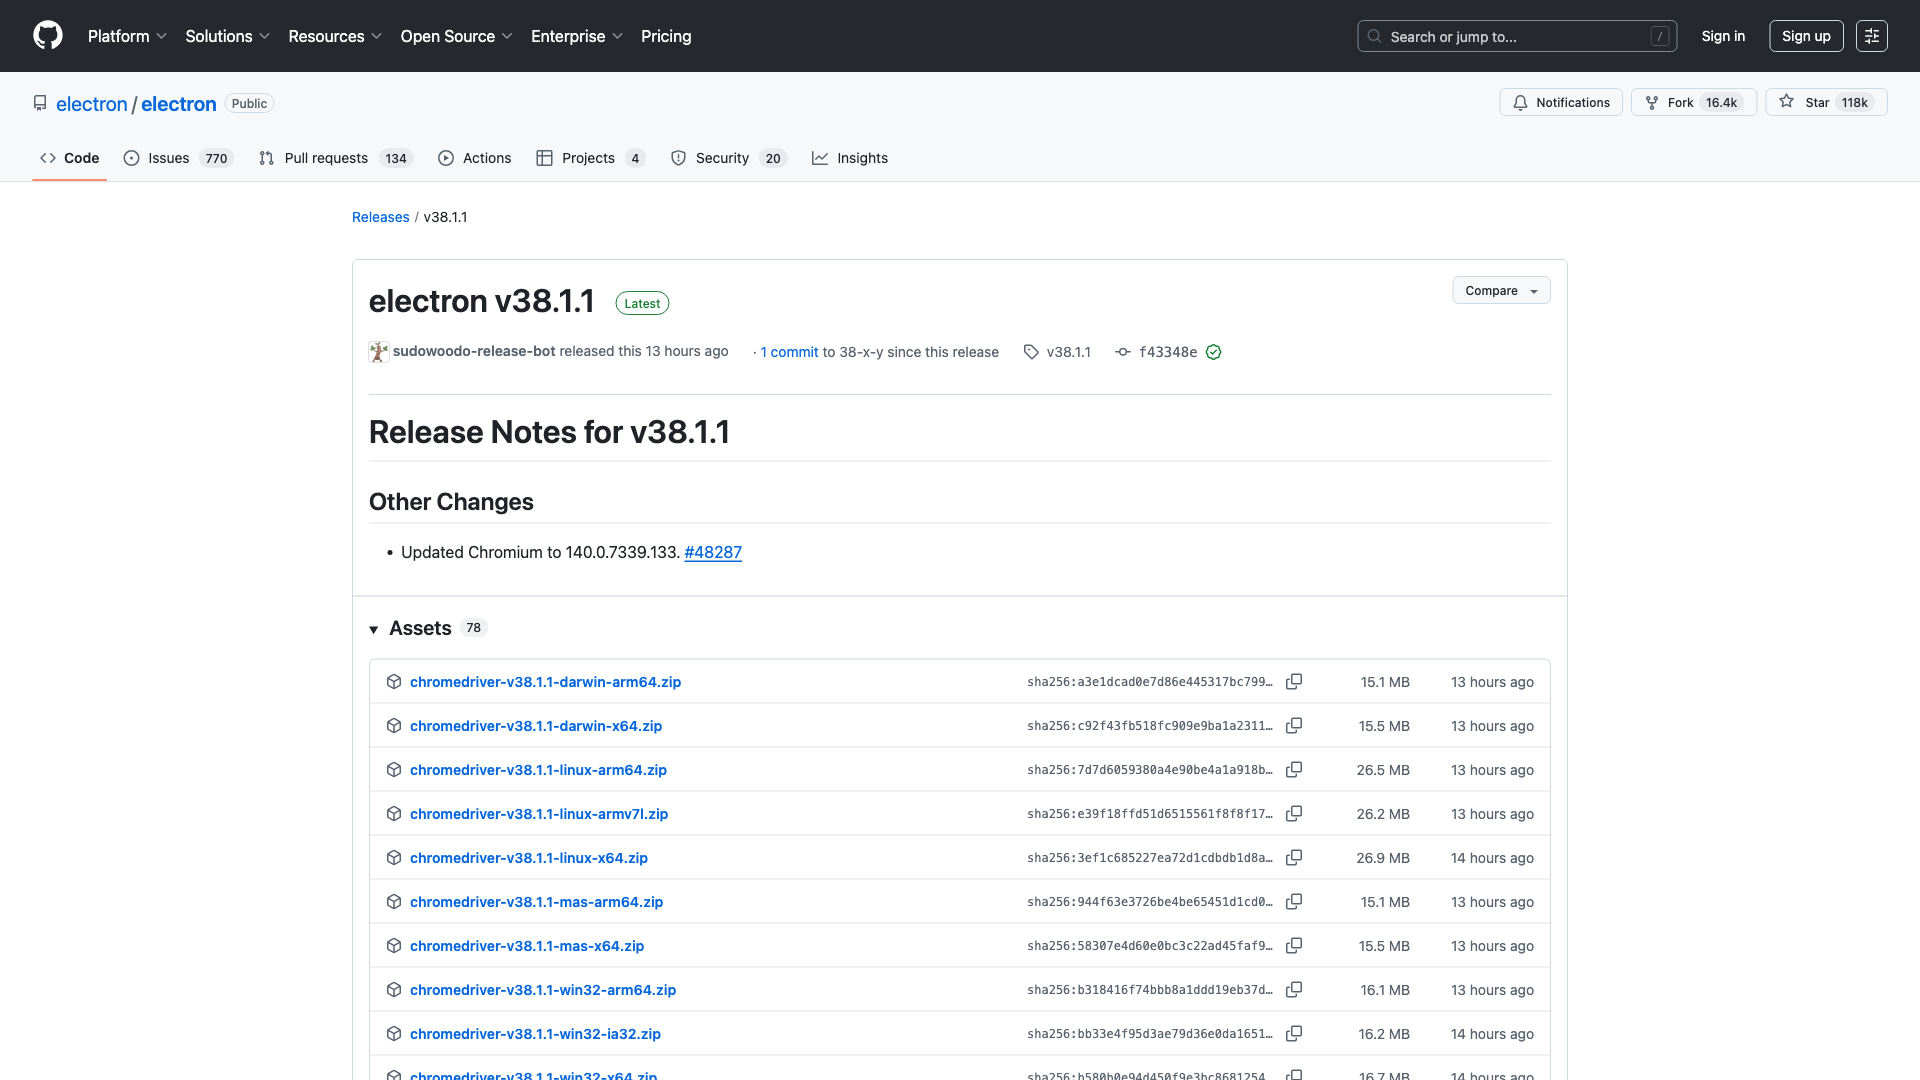 Platform Solutions Resources Open Source Enterprise Pricing Search or jump to... / Sign in Sign up
electron / electron Public Notifications Fork 16.4k Star 118k
Code Issues 770 Pull requests 134 Actions Projects 4 Security 20 Insights
Releases / v38.1.1
electron v38.1.1 Latest Compare
sudowoodo-release-bot released this 13 hours ago · 1 commit to 38-x-y since this release v38.1.1 f43348e
Release Notes for v38.1.1
Other Changes
• Updated Chromium to 140.0.7339.133. #48287
Assets 78
chromedriver-v38.1.1-darwin-arm64.zip sha256:a3e1dcad0e7d86e445317bc799… 15.1 MB 13 hours ago
chromedriver-v38.1.1-darwin-x64.zip sha256:c92f43fb518fc909e9ba1a2311… 15.5 MB 13 hours ago
chromedriver-v38.1.1-linux-arm64.zip sha256:7d7d6059380a4e90be4a1a918b… 26.5 MB 13 hours ago
chromedriver-v38.1.1-linux-armv7l.zip sha256:e39f18ffd51d6515561f8f8f17… 26.2 MB 13 hours ago
chromedriver-v38.1.1-linux-x64.zip sha256:3ef1c685227ea72d1cdbdb1d8a… 26.9 MB 14 hours ago
chromedriver-v38.1.1-mas-arm64.zip sha256:944f63e3726be4be65451d1cd0… 15.1 MB 13 hours ago
chromedriver-v38.1.1-mas-x64.zip sha256:58307e4d60e0bc3c22ad45faf9… 15.5 MB 13 hours ago
chromedriver-v38.1.1-win32-arm64.zip sha256:b318416f74bbb8a1ddd19eb37d… 16.1 MB 13 hours ago
chromedriver-v38.1.1-win32-ia32.zip sha256:bb33e4f95d3ae79d36e0da1651… 16.2 MB 14 hours ago
chromedriver-v38.1.1-win32-x64.zip sha256:b580b0e94d450f9e3bc8681254… 16.7 MB 14 hours ago